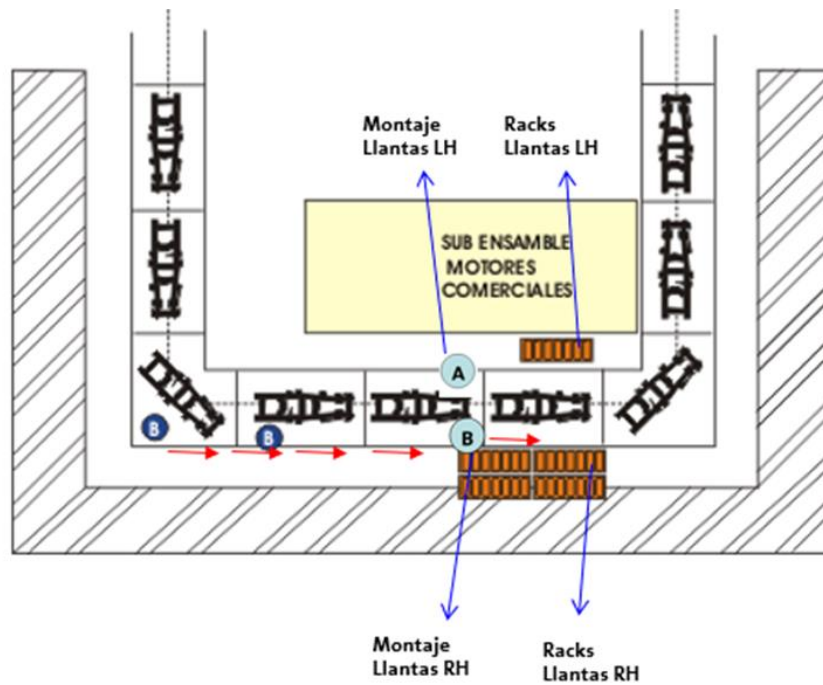 Montaje
Llantas LH
Racks
Llantas LH
SUB ENSAMBLE
MOTORES
COMERCIALES
A
B
B
B
Montaje
Llantas RH
Racks
Llantas RH